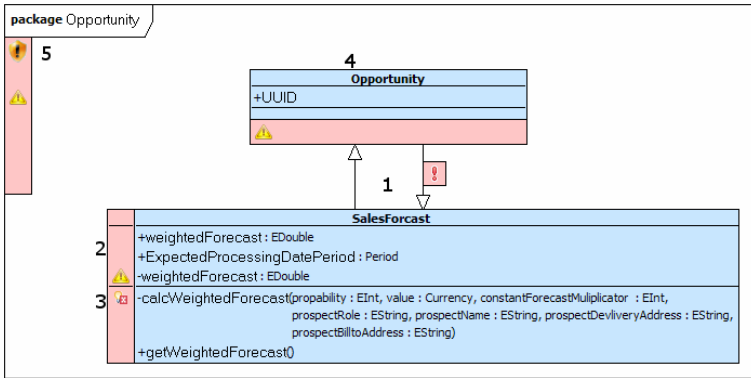 package Opportunity
5
4
Opportunity
+UUID
1
SalesForcast
2
+weightedForecast : EDouble
+ExpectedProcessingDatePeriod : Period
-weightedForecast : EDouble
3
-calcWeightedForecast(propability : EInt, value : Currency, constantForecastMuliplicator : EInt,
prospectRole : EString, prospectName : EString, prospectDevliveryAddress : EString,
prospectBilltoAddress : EString)
+getWeightedForecast()